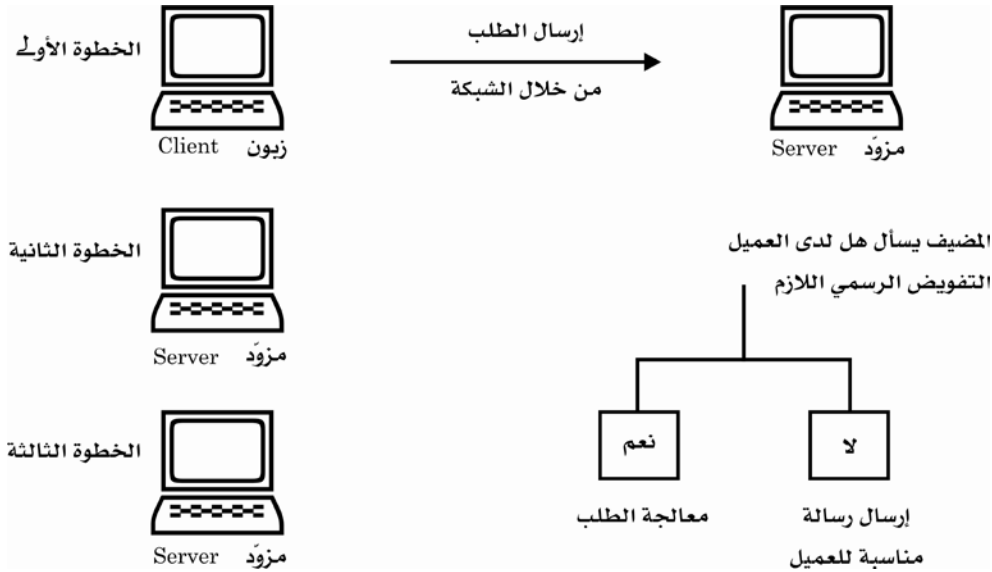 الخطوة الأولى
إرسال الطلب
من خلال الشبكة
زبون Client
مزوّد Server
الخطوة الثانية
المضيف يسأل هل لدى العميل
التفويض الرسمي اللازم
مزوّد Server
الخطوة الثالثة
نعم
لا
معالجة الطلب
إرسال رسالة
مناسبة للعميل
مزوّد Server